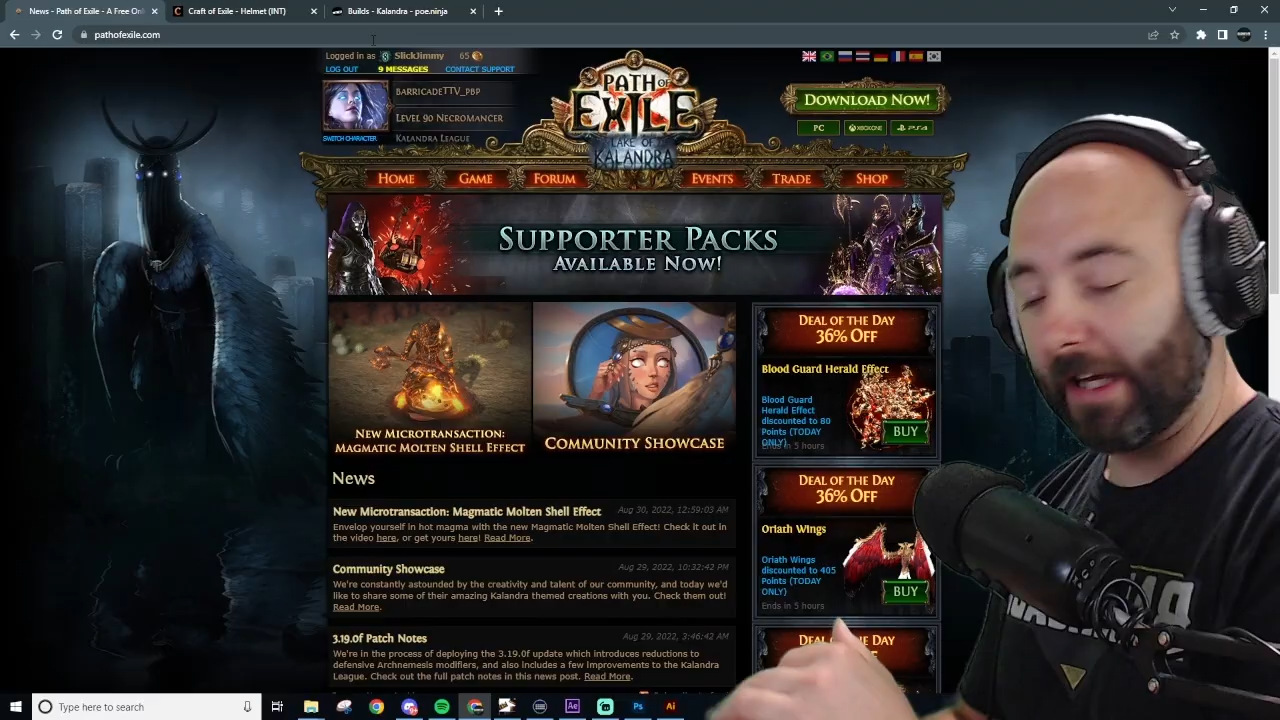 News - Path of Exile - A Free Onl
Craft of Exile - Helmet (INT)
Builds - Kalandra - poe.ninja
pathofexile.com
Logged in as SlickJimmy 65
LOG OUT 9 MESSAGES CONTACT SUPPORT
BARRICADETTV_PBP
LEVEL 90 NECROMANCER
SWITCH CHARACTER KALANDRA LEAGUE
PATH OF
EXILE
LAKE OF
KALANDRA
DOWNLOAD NOW!
PC XBOX ONE PS4
HOME GAME FORUM EVENTS TRADE SHOP
SUPPORTER PACKS
AVAILABLE NOW!
NEW MICROTRANSACTION:
MAGMATIC MOLTEN SHELL EFFECT
COMMUNITY SHOWCASE
DEAL OF THE DAY
36% OFF
Blood Guard Herald Effect
Blood Guard
Herald Effect
discounted to 80
Points (TODAY
ONLY)
Ends in 5 hours
BUY
DEAL OF THE DAY
36% OFF
Oriath Wings
Oriath Wings
discounted to 405
Points (TODAY
ONLY)
Ends in 5 hours
BUY
DEAL OF THE DAY
News
New Microtransaction: Magmatic Molten Shell Effect Aug 30, 2022, 12:59:03 AM
Envelop yourself in hot magma with the new Magmatic Molten Shell Effect! Check it out in
the video here, or get yours here! Read More.
Community Showcase Aug 29, 2022, 10:32:42 PM
We're constantly astounded by the creativity and talent of our community, and today we'd
like to share some of their amazing Kalandra themed creations with you. Check them out!
Read More.
3.19.0f Patch Notes Aug 29, 2022, 3:46:42 AM
We're in the process of deploying the 3.19.0f update which introduces reductions to
defensive Archnemesis modifiers, and also includes a few improvements to the Kalandra
League. Check out the full patch notes in this news post. Read More.
Type here to search
Ae
Ps
Ai